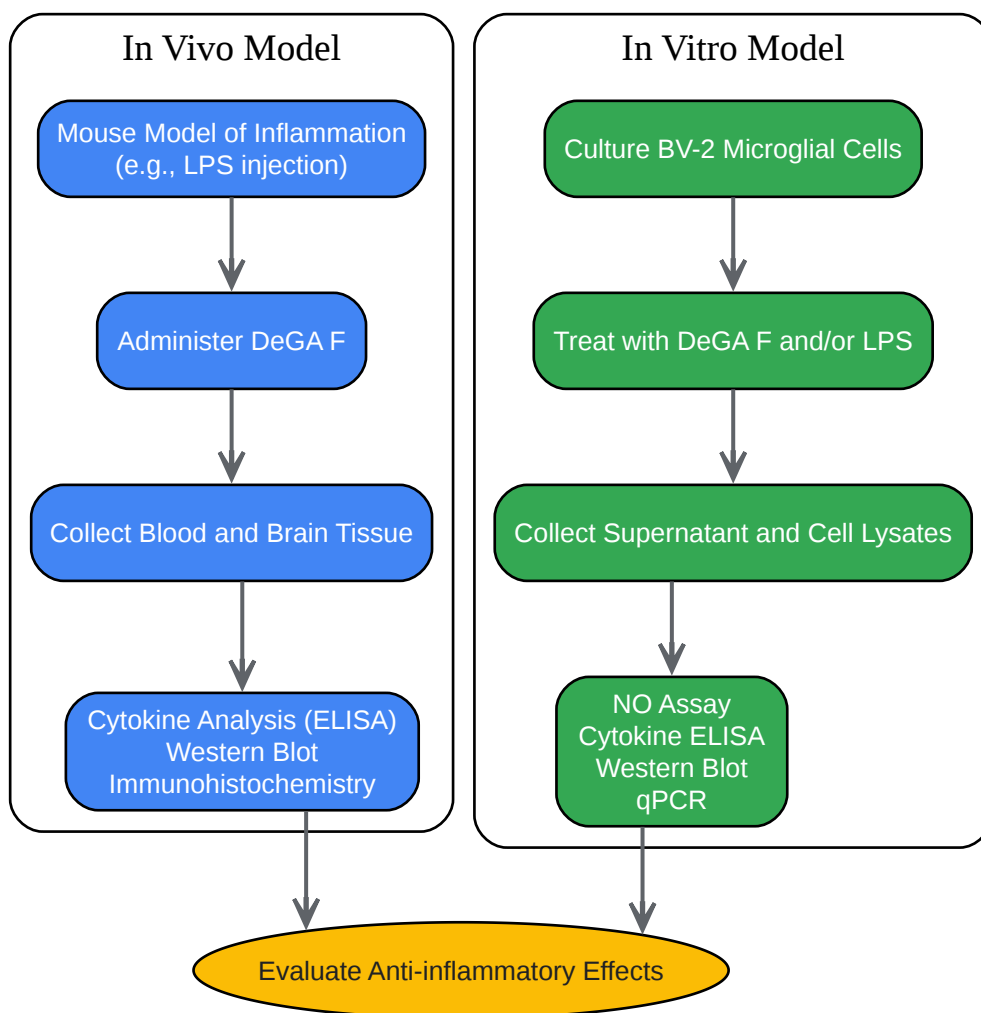 In Vivo Model
Mouse Model of Inflammation
(e.g., LPS injection)
Administer DeGA F
Collect Blood and Brain Tissue
Cytokine Analysis (ELISA)
Western Blot
Immunohistochemistry
In Vitro Model
Culture BV-2 Microglial Cells
Treat with DeGA F and/or LPS
Collect Supernatant and Cell Lysates
NO Assay
Cytokine ELISA
Western Blot
qPCR
Evaluate Anti-inflammatory Effects